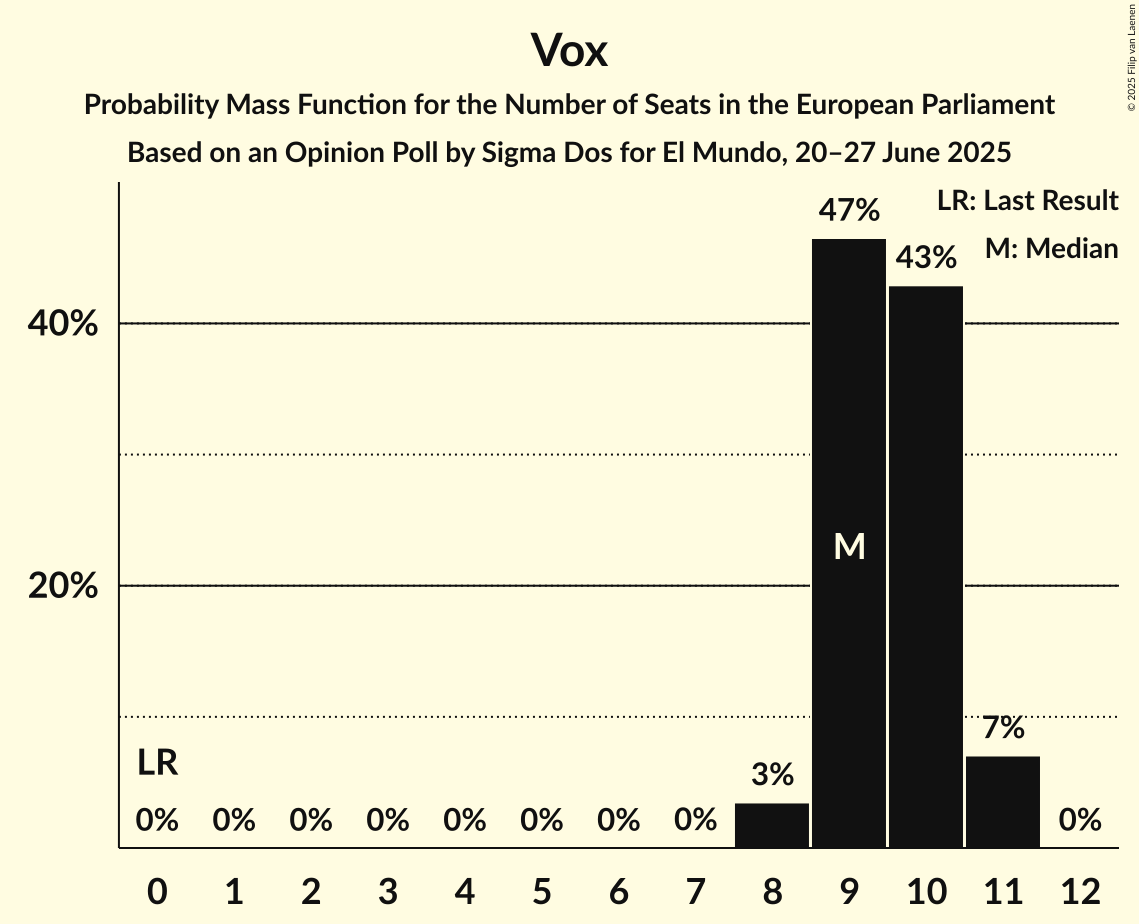 Vox
Probability Mass Function for the Number of Seats in the European Parliament
Based on an Opinion Poll by Sigma Dos for El Mundo, 20–27 June 2025
© 2025 Filip van Laenen
LR: Last Result
M: Median
47%
43%
40%
M
20%
7%
LR
3%
0% 0% 0% 0% 0% 0% 0% 0% 0%
0 1 2 3 4 5 6 7 8 9 10 11 12